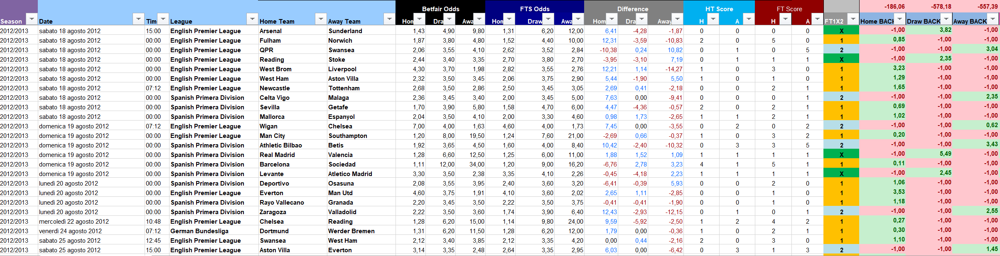 Betfair Odds FTS Odds Difference HT Score FT Score -186,06 -578,18 -557,39
Season Date Tim League Home Team Away Team Hom Dra Awa Hon Draw Awa Hom Dra Away H A H A FT1X2 Home BACK Draw BACK Away BACK
2012/2013 sabato 18 agosto 2012 15:00 English Premier League Arsenal Sunderland 1,43 4,90 9,80 1,31 6,20 12,00 6,41 -4,28 -1,87 0 0 0 0 X -1,00 3,82 -1,00
2012/2013 sabato 18 agosto 2012 00:00 English Premier League Fulham Norwich 1,87 3,80 4,80 1,52 4,40 10,00 12,31 -3,59 -10,83 2 0 5 0 1 0,85 -1,00 -1,00
2012/2013 sabato 18 agosto 2012 00:00 English Premier League QPR Swansea 2,06 3,55 4,10 2,62 3,52 2,84 -10,38 0,24 10,82 0 1 0 5 2 -1,00 -1,00 3,04
2012/2013 sabato 18 agosto 2012 00:00 English Premier League Reading Stoke 2,44 3,40 3,35 2,70 3,80 2,70 -3,95 -3,10 7,19 0 1 1 1 X -1,00 2,35 -1,00
2012/2013 sabato 18 agosto 2012 00:00 English Premier League West Brom Liverpool 4,30 3,70 1,98 2,82 3,55 2,76 12,21 1,14 -14,27 1 0 3 0 1 3,23 -1,00 -1,00
2012/2013 sabato 18 agosto 2012 00:00 English Premier League West Ham Aston Villa 2,32 3,50 3,45 2,06 3,75 2,90 5,44 -1,90 5,50 1 0 1 0 1 1,29 -1,00 -1,00
2012/2013 sabato 18 agosto 2012 07:12 English Premier League Newcastle Tottenham 2,68 3,50 2,86 2,50 3,45 3,05 2,69 0,41 -2,18 0 0 2 1 1 1,65 -1,00 -1,00
2012/2013 sabato 18 agosto 2012 00:00 Spanish Primera Division Celta Vigo Malaga 2,36 3,45 3,40 2,00 3,45 5,00 7,63 0,00 -9,41 0 0 0 1 2 -1,00 -1,00 2,35
2012/2013 sabato 18 agosto 2012 00:00 Spanish Primera Division Sevilla Getafe 1,70 3,90 5,80 1,58 4,70 6,00 4,47 -4,36 -0,57 2 0 2 1 1 0,69 -1,00 -1,00
2012/2013 sabato 18 agosto 2012 00:00 Spanish Primera Division Mallorca Espanyol 2,04 3,50 4,10 2,00 3,30 4,60 0,98 1,73 -2,65 1 1 2 1 1 1,02 -1,00 -1,00
2012/2013 domenica 19 agosto 2012 07:12 English Premier League Wigan Chelsea 7,00 4,00 1,63 4,60 4,00 1,73 7,45 0,00 -3,55 0 2 0 2 2 -1,00 -1,00 0,62
2012/2013 domenica 19 agosto 2012 00:00 English Premier League Man City Southampton 1,20 8,00 19,50 1,24 7,60 21,00 -2,69 0,66 -0,37 1 0 3 2 1 0,20 -1,00 -1,00
2012/2013 domenica 19 agosto 2012 00:00 Spanish Primera Division Athletic Bilbao Betis 1,92 3,65 4,50 1,60 4,00 8,40 10,42 -2,40 -10,32 0 3 3 5 2 -1,00 -1,00 3,43
2012/2013 domenica 19 agosto 2012 00:00 Spanish Primera Division Real Madrid Valencia 1,28 6,60 12,50 1,25 6,00 11,00 1,88 1,52 1,09 1 1 1 1 X -1,00 5,49 -1,00
2012/2013 domenica 19 agosto 2012 00:00 Spanish Primera Division Barcelona Sociedad 1,11 12,00 34,00 1,20 9,00 16,20 -6,76 2,78 3,23 4 1 5 1 1 0,11 -1,00 -1,00
2012/2013 domenica 19 agosto 2012 00:00 Spanish Primera Division Levante Atletico Madrid 3,30 3,50 2,38 3,35 4,10 2,26 -0,45 -4,18 2,23 1 1 1 1 X -1,00 2,45 -1,00
2012/2013 lunedì 20 agosto 2012 00:00 Spanish Primera Division Deportivo Osasuna 2,08 3,55 3,95 2,40 3,60 3,20 -6,41 -0,39 5,93 0 0 2 0 1 1,06 -1,00 -1,00
2012/2013 lunedì 20 agosto 2012 00:00 English Premier League Everton Man Utd 4,60 3,75 1,91 4,10 3,60 2,02 2,65 1,11 -2,85 0 0 1 0 1 3,53 -1,00 -1,00
2012/2013 lunedì 20 agosto 2012 00:00 Spanish Primera Division Rayo Vallecano Granada 2,20 3,45 3,50 2,22 3,50 3,75 -0,41 -0,41 -1,90 0 0 1 0 1 1,18 -1,00 -1,00
2012/2013 lunedì 20 agosto 2012 00:00 Spanish Primera Division Zaragoza Valladolid 2,22 3,50 3,60 1,74 3,90 6,40 12,43 -2,93 -12,15 0 1 0 1 2 -1,00 -1,00 2,55
2012/2013 mercoledì 22 agosto 2012 10:48 English Premier League Chelsea Reading 1,28 6,20 15,00 1,14 9,80 24,00 9,59 -5,92 -2,50 1 2 4 2 1 0,27 -1,00 -1,00
2012/2013 venerdì 24 agosto 2012 07:12 German Bundesliga Dortmund Werder Bremen 1,31 6,20 11,50 1,28 6,20 12,00 1,79 0,00 -0,36 1 0 2 1 1 0,30 -1,00 -1,00
2012/2013 sabato 25 agosto 2012 12:45 English Premier League Swansea West Ham 2,12 3,40 3,85 2,12 3,35 4,20 0,00 0,44 -2,16 2 0 3 0 1 1,10 -1,00 -1,00
2012/2013 sabato 25 agosto 2012 15:00 English Premier League Aston Villa Everton 3,14 3,35 2,48 2,64 3,35 2,95 6,03 0,00 -6,42 0 3 1 3 2 -1,00 -1,00 1,45